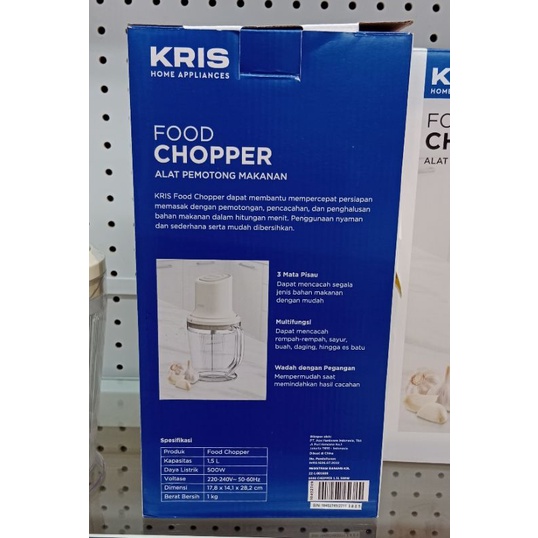 KRIS
HOME APPLIANCES
FOOD
CHOPPER
ALAT PEMOTONG MAKANAN
KRIS Food Chopper dapat membantu mempercepat persiapan
memasak dengan pemotongan, pencacahan, dan penghalusan
bahan makanan dalam hitungan menit. Penggunaan nyaman
dan sederhana serta mudah dibersihkan.
3 Mata Pisau
Dapat mencacah segala
jenis bahan makanan
dengan mudah
Multifungsi
Dapat mencacah
rempah-rempah, sayur,
buah, daging, hingga es batu
Wadah dengan Pegangan
Mempermudah saat
memindahkan hasil cacahan
Spesifikasi
Produk Food Chopper
Kapasitas 1,5 L
Daya Listrik 500W
Voltase 220-240V~ 50-60Hz
Dimensi 17,8 x 14,1 x 28,2 cm
Berat Bersih 1 kg
Jakarta Indonesia
K
HOM
FO
CH
ALAT